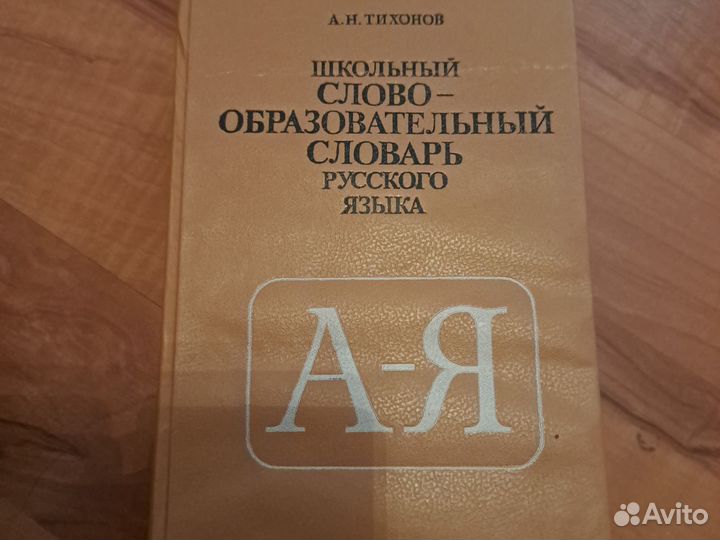 А.Н.ТИХОНОВ
ШКОЛЬНЫЙ
СЛОВО-
ОБРАЗОВАТЕЛЬНЫЙ
СЛОВАРЬ
РУССКОГО
ЯЗЫКА
А-Я
Avito